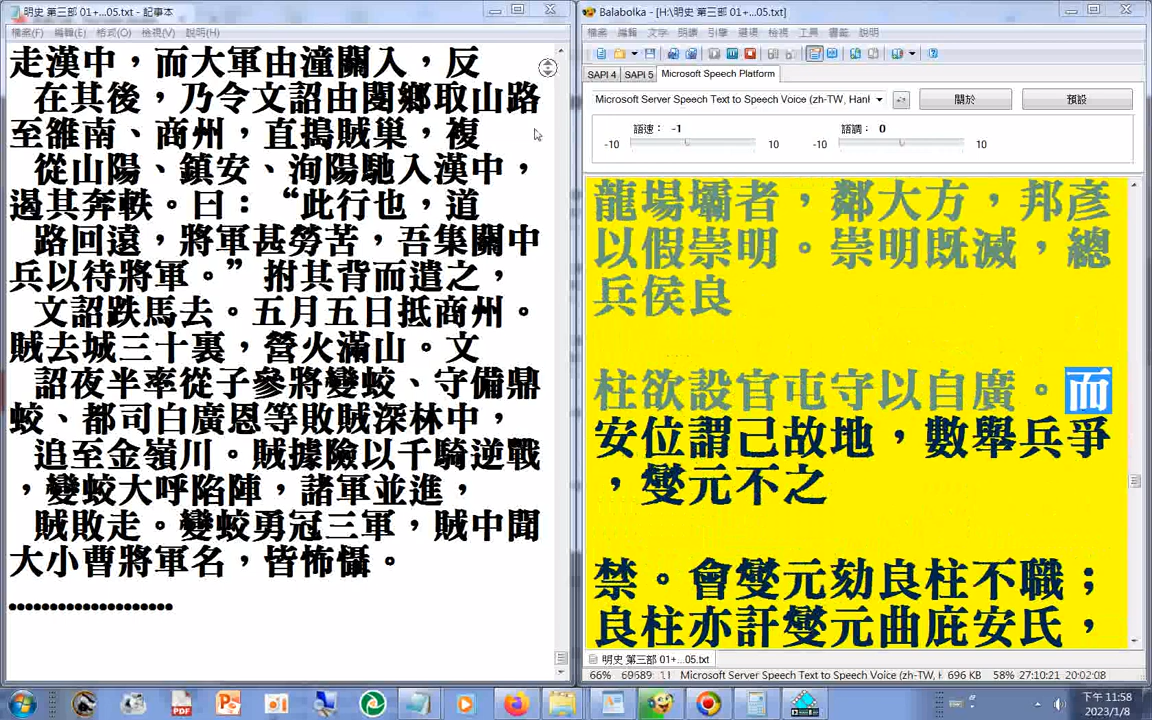 明史 第三部 01+...05.txt - 記事本
檔案(F) 編輯(E) 格式(O) 檢視(V) 說明(H)
走漢中，而大軍由潼關入，反
在其後，乃令文詔由閿鄉取山路
至雒南、商州，直搗賊巢，複
從山陽、鎮安、洵陽馳入漢中，
遏其奔軼。曰：“此行也，道
路回遠，將軍甚勞苦，吾集關中
兵以待將軍。”拊其背而遣之，
文詔跌馬去。五月五日抵商州。
賊去城三十裏，營火滿山。文
詔夜半率從子參將變蛟、守備鼎
蛟、都司白廣恩等敗賊深林中，
追至金嶺川。賊據險以千騎逆戰
，變蛟大呼陷陣，諸軍並進，
賊敗走。變蛟勇冠三軍，賊中聞
大小曹將軍名，皆怖懾。
••••••••••••••••••••
Balabolka - [H:\明史 第三部 01+...05.txt]
檔案 編輯 文字 朗讀 引擎 選項 檢視 工具 書籤 說明
SAPI 4 SAPI 5 Microsoft Speech Platform
Microsoft Server Speech Text to Speech Voice (zh-TW, Hanl
關於 預設
語速： -1 語調： 0
-10 10 -10 10
龍場壩者，鄰大方，邦彥
以假崇明。崇明既滅，總
兵侯良
柱欲設官屯守以自廣。而
安位謂己故地，數舉兵爭
，燮元不之
禁。會燮元劾良柱不職；
良柱亦訐燮元曲庇安氏，
明史 第三部 01+...05.txt
66% 69589: 1.1 Microsoft Server Speech Text to Speech Voice (zh-TW, H 696 KB 58% 27:10:21 20:02:08
PDF
下午 11:58
2023/1/8